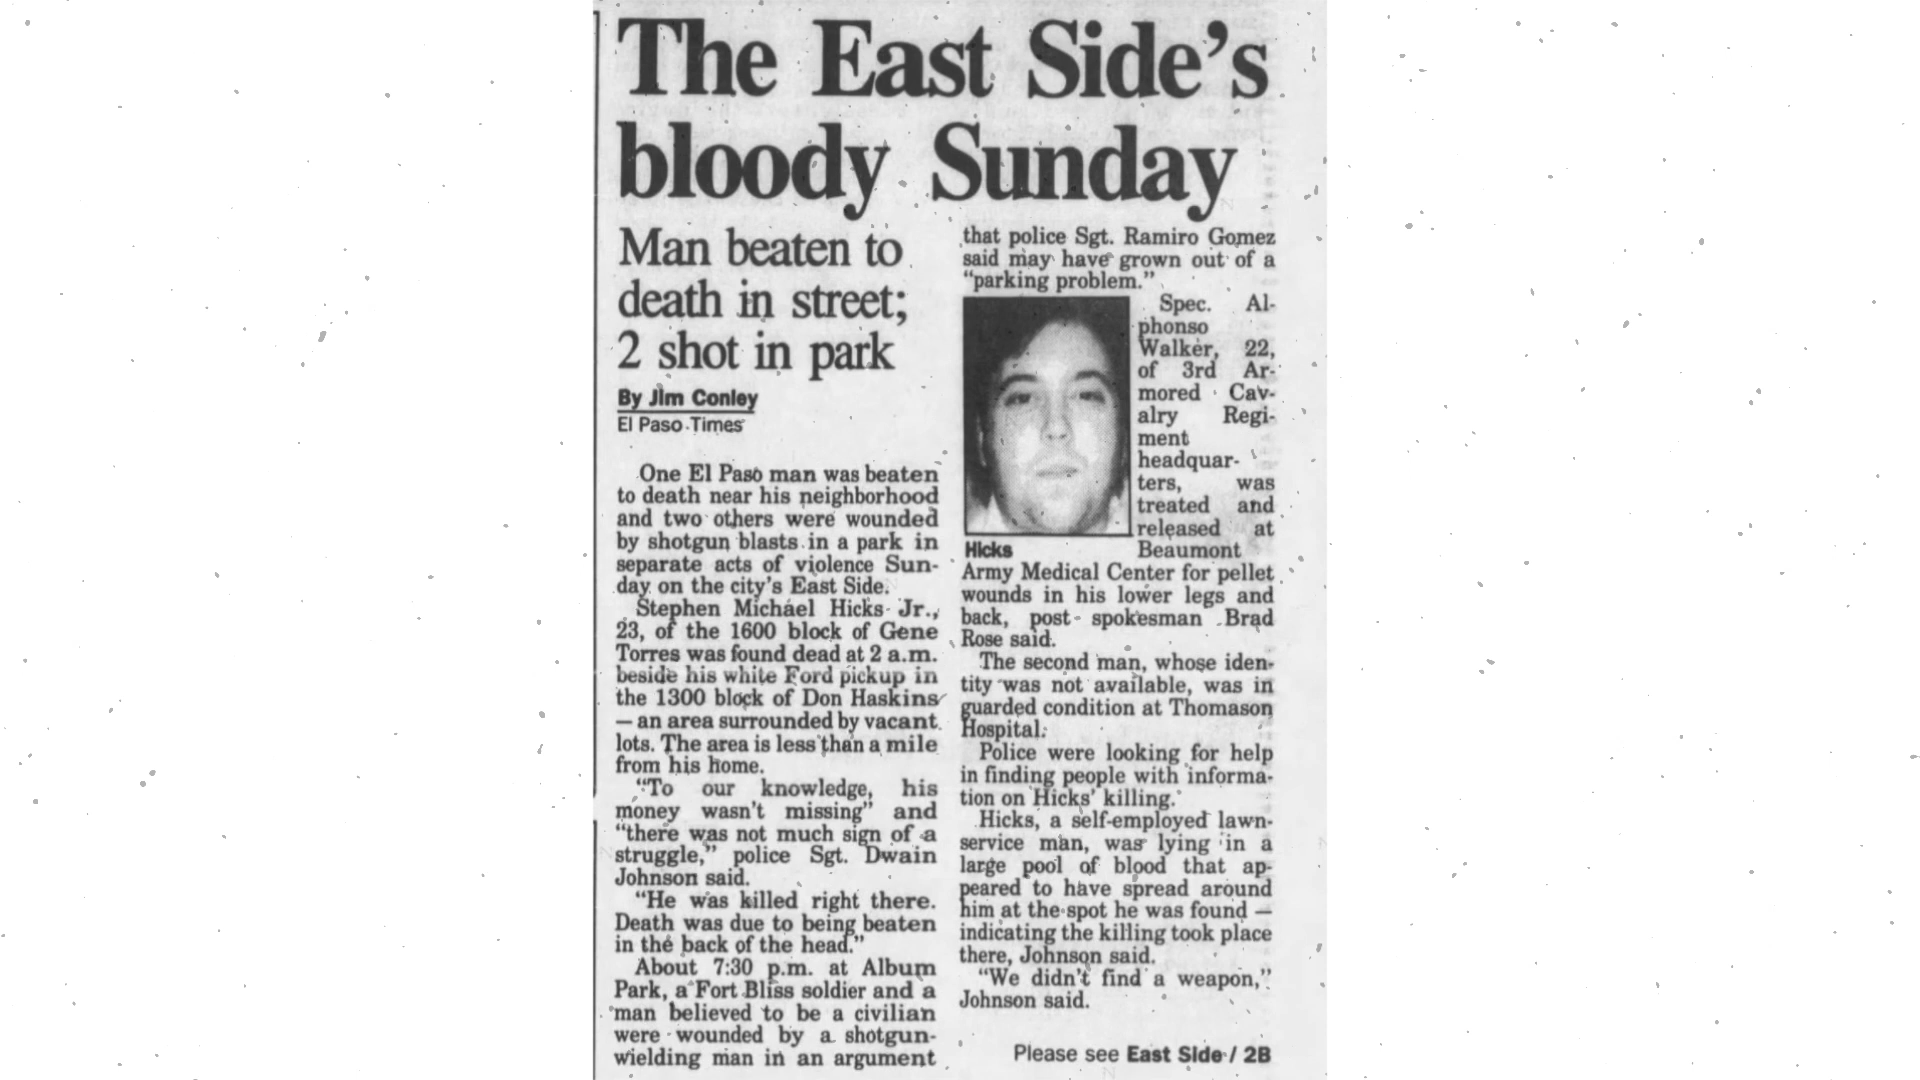 The East Side's
bloody Sunday
Man beaten to
death in street;
2 shot in park
By Jim Conley
El Paso Times
One El Paso man was beaten
to death near his neighborhood
and two others were wounded
by shotgun blasts in a park in
separate acts of violence Sun-
day on the city's East Side.
Stephen Michael Hicks Jr.,
23, of the 1600 block of Gene
Torres was found dead at 2 a.m.
beside his white Ford pickup in
the 1300 block of Don Haskins
— an area surrounded by vacant
lots. The area is less than a mile
from his home.
"To our knowledge, his
money wasn't missing" and
"there was not much sign of a
struggle," police Sgt. Dwain
Johnson said.
"He was killed right there.
Death was due to being beaten
in the back of the head."
About 7:30 p.m. at Album
Park, a Fort Bliss soldier and a
man believed to be a civilian
were wounded by a shotgun-
wielding man in an argument
that police Sgt. Ramiro Gomez
said may have grown out of a
"parking problem."
Spec. Al-
phonso
Walker, 22,
of 3rd Ar-
mored Cav-
alry Regi-
ment
headquar-
ters, was
treated and
released at
Hicks
Beaumont
Army Medical Center for pellet
wounds in his lower legs and
back, post spokesman Brad
Rose said.
The second man, whose iden-
tity was not available, was in
guarded condition at Thomason
Hospital.
Police were looking for help
in finding people with informa-
tion on Hicks' killing.
Hicks, a self-employed lawn-
service man, was lying in a
large pool of blood that ap-
peared to have spread around
him at the spot he was found —
indicating the killing took place
there, Johnson said.
"We didn't find a weapon,"
Johnson said.
Please see East Side / 2B